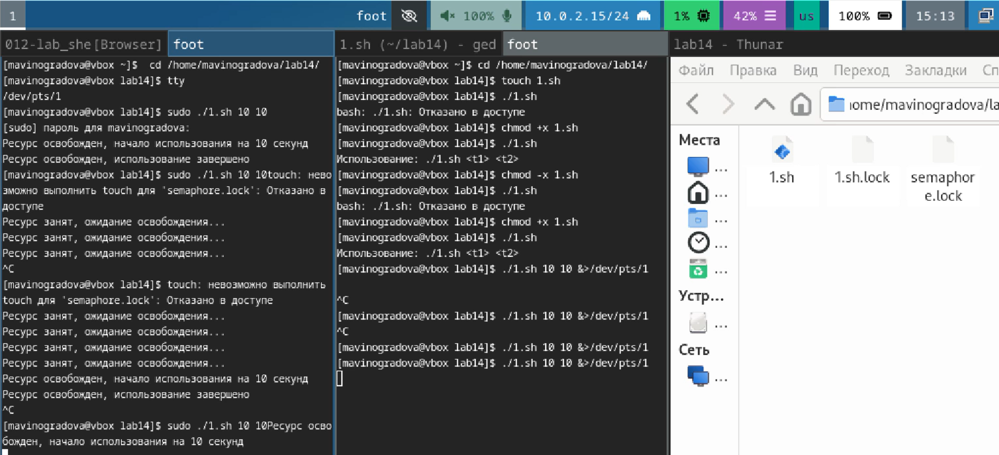 1
foot
100%
10.0.2.15/24
1%
42%
us
100%
15:13
012-lab_she[Browser]
foot
1.sh (~/lab14) - ged
foot
lab14 - Thunar
[mavinogradova@vbox ~]$  cd /home/mavinogradova/lab14/
[mavinogradova@vbox lab14]$ tty
/dev/pts/1
[mavinogradova@vbox lab14]$ sudo ./1.sh 10 10
[sudo] пароль для mavinogradova:
Ресурс освобожден, начало использования на 10 секунд
Ресурс освобожден, использование завершено
[mavinogradova@vbox lab14]$ sudo ./1.sh 10 10touch: нево
зможно выполнить touch для 'semaphore.lock': Отказано в
доступе
Ресурс занят, ожидание освобождения...
Ресурс занят, ожидание освобождения...
Ресурс занят, ожидание освобождения...
^C
[mavinogradova@vbox lab14]$ touch: невозможно выполнить
touch для 'semaphore.lock': Отказано в доступе
Ресурс занят, ожидание освобождения...
Ресурс занят, ожидание освобождения...
Ресурс занят, ожидание освобождения...
Ресурс занят, ожидание освобождения...
Ресурс освобожден, начало использования на 10 секунд
Ресурс освобожден, использование завершено
^C
[mavinogradova@vbox lab14]$ sudo ./1.sh 10 10Ресурс осво
божден, начало использования на 10 секунд
[mavinogradova@vbox ~]$ cd /home/mavinogradova/lab14/
[mavinogradova@vbox lab14]$ touch 1.sh
[mavinogradova@vbox lab14]$ ./1.sh
bash: ./1.sh: Отказано в доступе
[mavinogradova@vbox lab14]$ chmod +x 1.sh
[mavinogradova@vbox lab14]$ ./1.sh
Использование: ./1.sh <t1> <t2>
[mavinogradova@vbox lab14]$ chmod -x 1.sh
[mavinogradova@vbox lab14]$ ./1.sh
bash: ./1.sh: Отказано в доступе
[mavinogradova@vbox lab14]$ chmod +x 1.sh
[mavinogradova@vbox lab14]$ ./1.sh
Использование: ./1.sh <t1> <t2>
[mavinogradova@vbox lab14]$ ./1.sh 10 10 &>/dev/pts/1
^C
[mavinogradova@vbox lab14]$ ./1.sh 10 10 &>/dev/pts/1
^C
[mavinogradova@vbox lab14]$ ./1.sh 10 10 &>/dev/pts/1
[mavinogradova@vbox lab14]$ ./1.sh 10 10 &>/dev/pts/1
Файл
Правка
Вид
Переход
Закладки
Сп
ome/mavinogradova/la
Места
...
...
...
...
...
Устр...
...
Сеть
...
1.sh
1.sh.lock
semaphor
e.lock